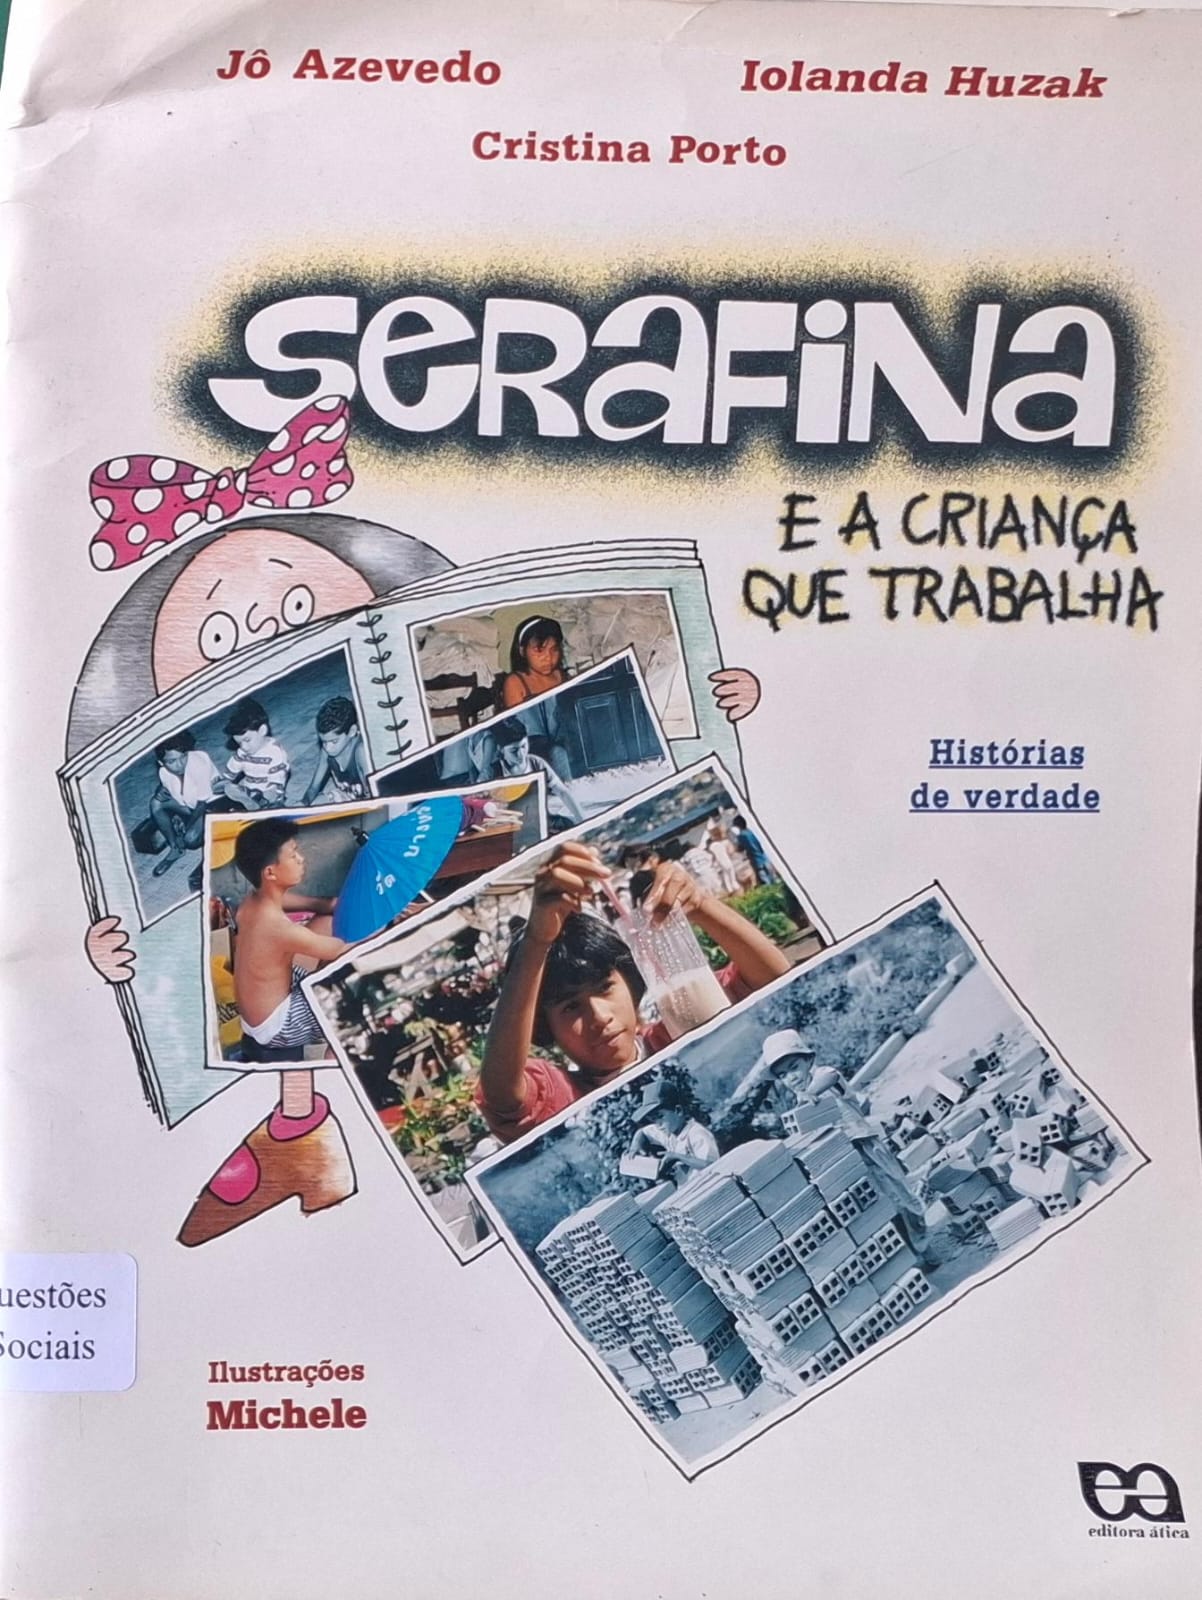 Jô Azevedo
Iolanda Huzak
Cristina Porto
SERAFINA
E A CRIANÇA
QUE TRABALHA
Histórias
de verdade
uestões
Sociais
Ilustrações
Michele
ea
editora ática